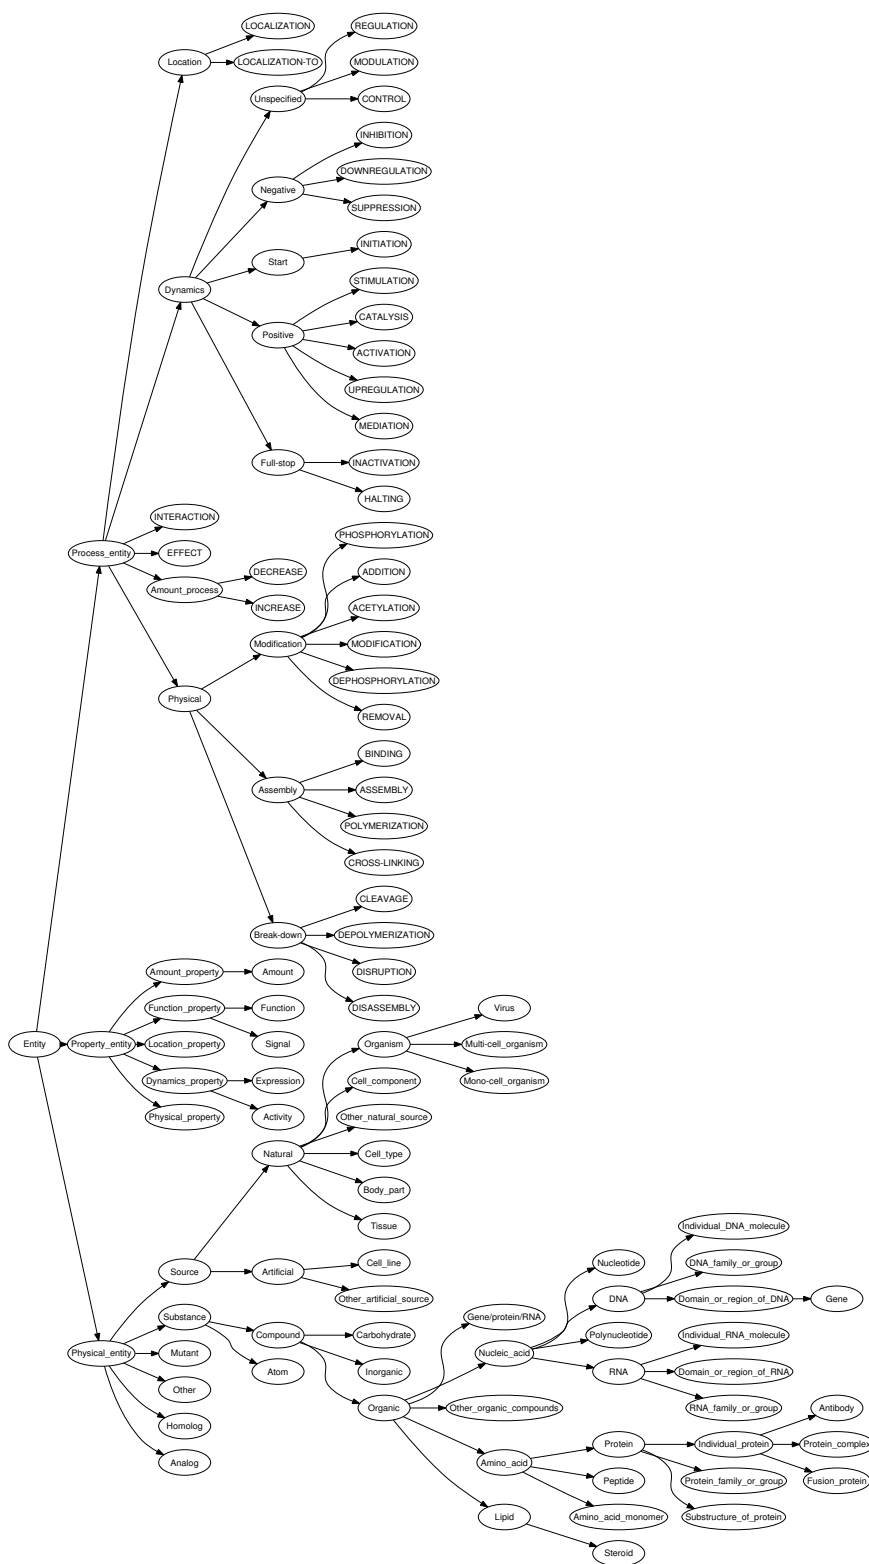 LOCALIZATION
REGULATION
Location
LOCALIZATION-TO
MODULATION
Unspecified
CONTROL
INHIBITION
DOWNREGULATION
Negative
SUPPRESSION
INITIATION
Start
STIMULATION
Dynamics
CATALYSIS
Positive
ACTIVATION
UPREGULATION
MEDIATION
Full-stop
INACTIVATION
HALTING
INTERACTION
PHOSPHORYLATION
Process_entity
EFFECT
DECREASE
ADDITION
Amount_process
INCREASE
ACETYLATION
Modification
MODIFICATION
DEPHOSPHORYLATION
Physical
REMOVAL
BINDING
Assembly
ASSEMBLY
POLYMERIZATION
CROSS-LINKING
CLEAVAGE
Break-down
DEPOLYMERIZATION
Amount_property
Amount
DISRUPTION
Function_property
Function
DISASSEMBLY
Virus
Entity
Property_entity
Location_property
Signal
Organism
Multi-cell_organism
Dynamics_property
Expression
Cell_component
Mono-cell_organism
Physical_property
Activity
Other_natural_source
Natural
Cell_type
Body_part
Tissue
Individual_DNA_molecule
Source
Artificial
Cell_line
Nucleotide
DNA_family_or_group
Other_artificial_source
DNA
Domain_or_region_of_DNA
Gene
Substance
Gene/protein/RNA
Compound
Carbohydrate
Polynucleotide
Individual_RNA_molecule
Physical_entity
Mutant
Nucleic_acid
Atom
Inorganic
RNA
Domain_or_region_of_RNA
Other
Organic
Other_organic_compounds
RNA_family_or_group
Antibody
Homolog
Protein
Individual_protein
Protein_complex
Analog
Amino_acid
Peptide
Protein_family_or_group
Fusion_protein
Lipid
Amino_acid_monomer
Substructure_of_protein
Steroid